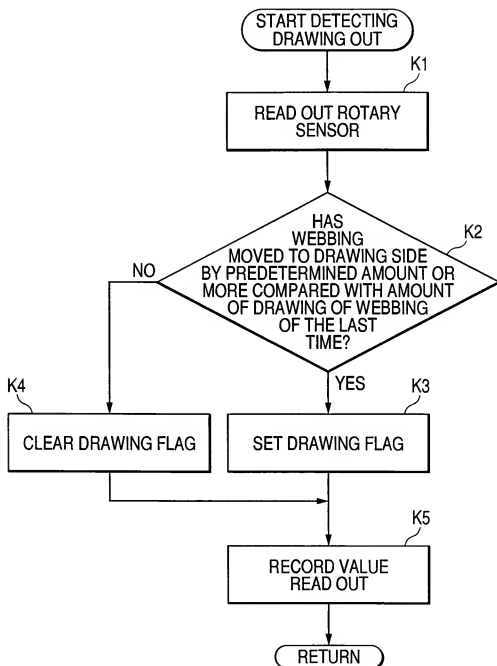 START DETECTING
DRAWING OUT
K1
READ OUT ROTARY
SENSOR
K2
HAS
WEBBING
MOVED TO DRAWING SIDE
BY PREDETERMINED AMOUNT OR
MORE COMPARED WITH AMOUNT
OF DRAWING OF WEBBING
OF THE LAST
TIME?
NO
YES
K4
CLEAR DRAWING FLAG
K3
SET DRAWING FLAG
K5
RECORD VALUE
READ OUT
RETURN